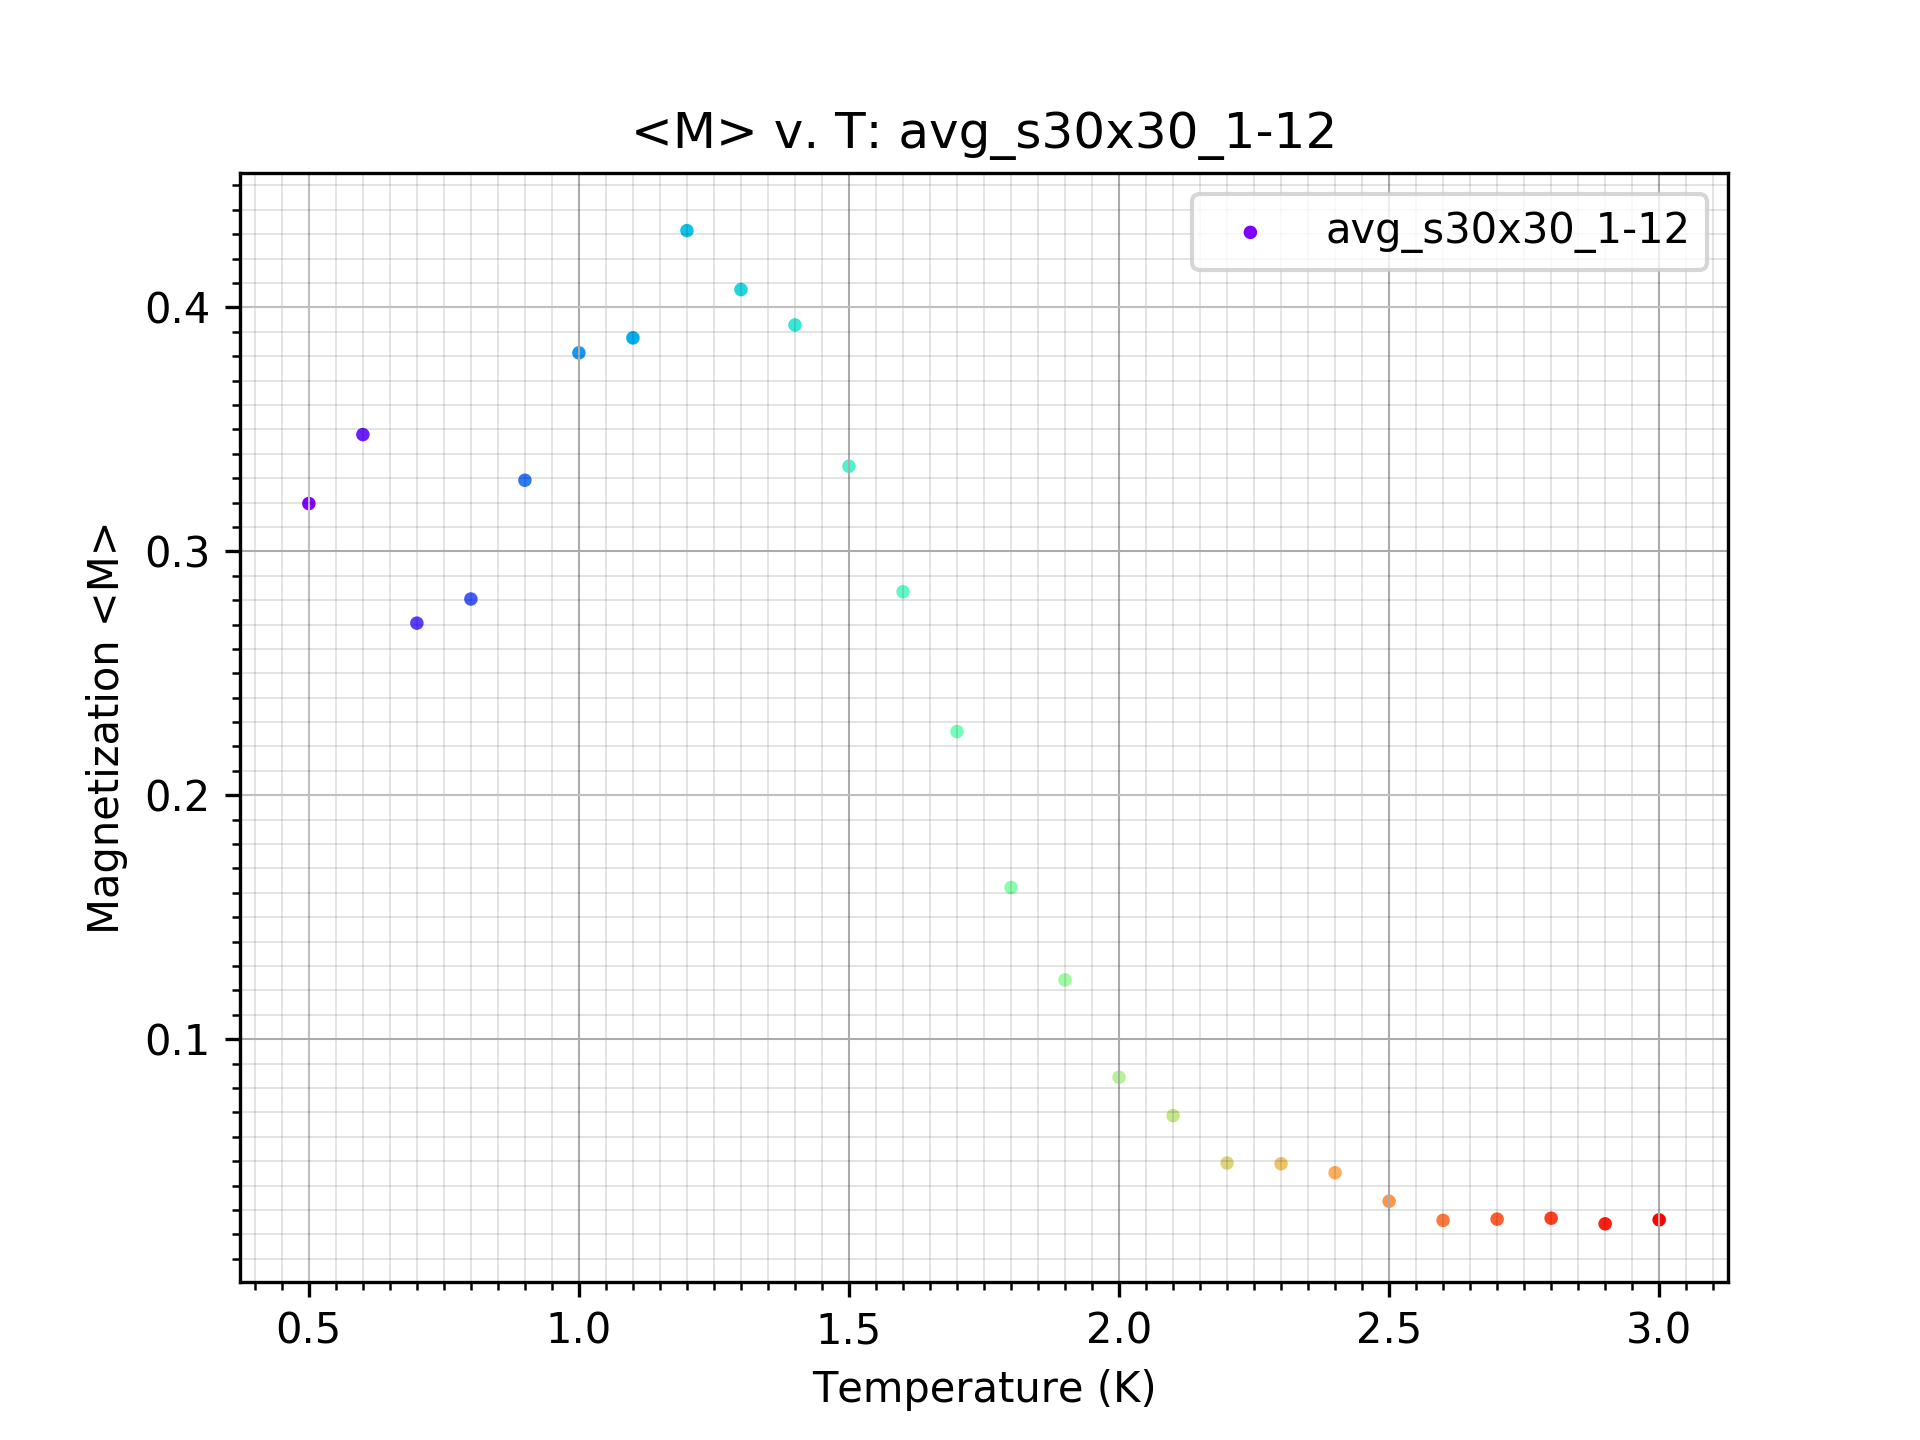 <M> v. T: avg_s30x30_1-12
avg_s30x30_1-12
Magnetization <M>
0.4
0.3
0.2
0.1
0.5 1.0 1.5 2.0 2.5 3.0
Temperature (K)